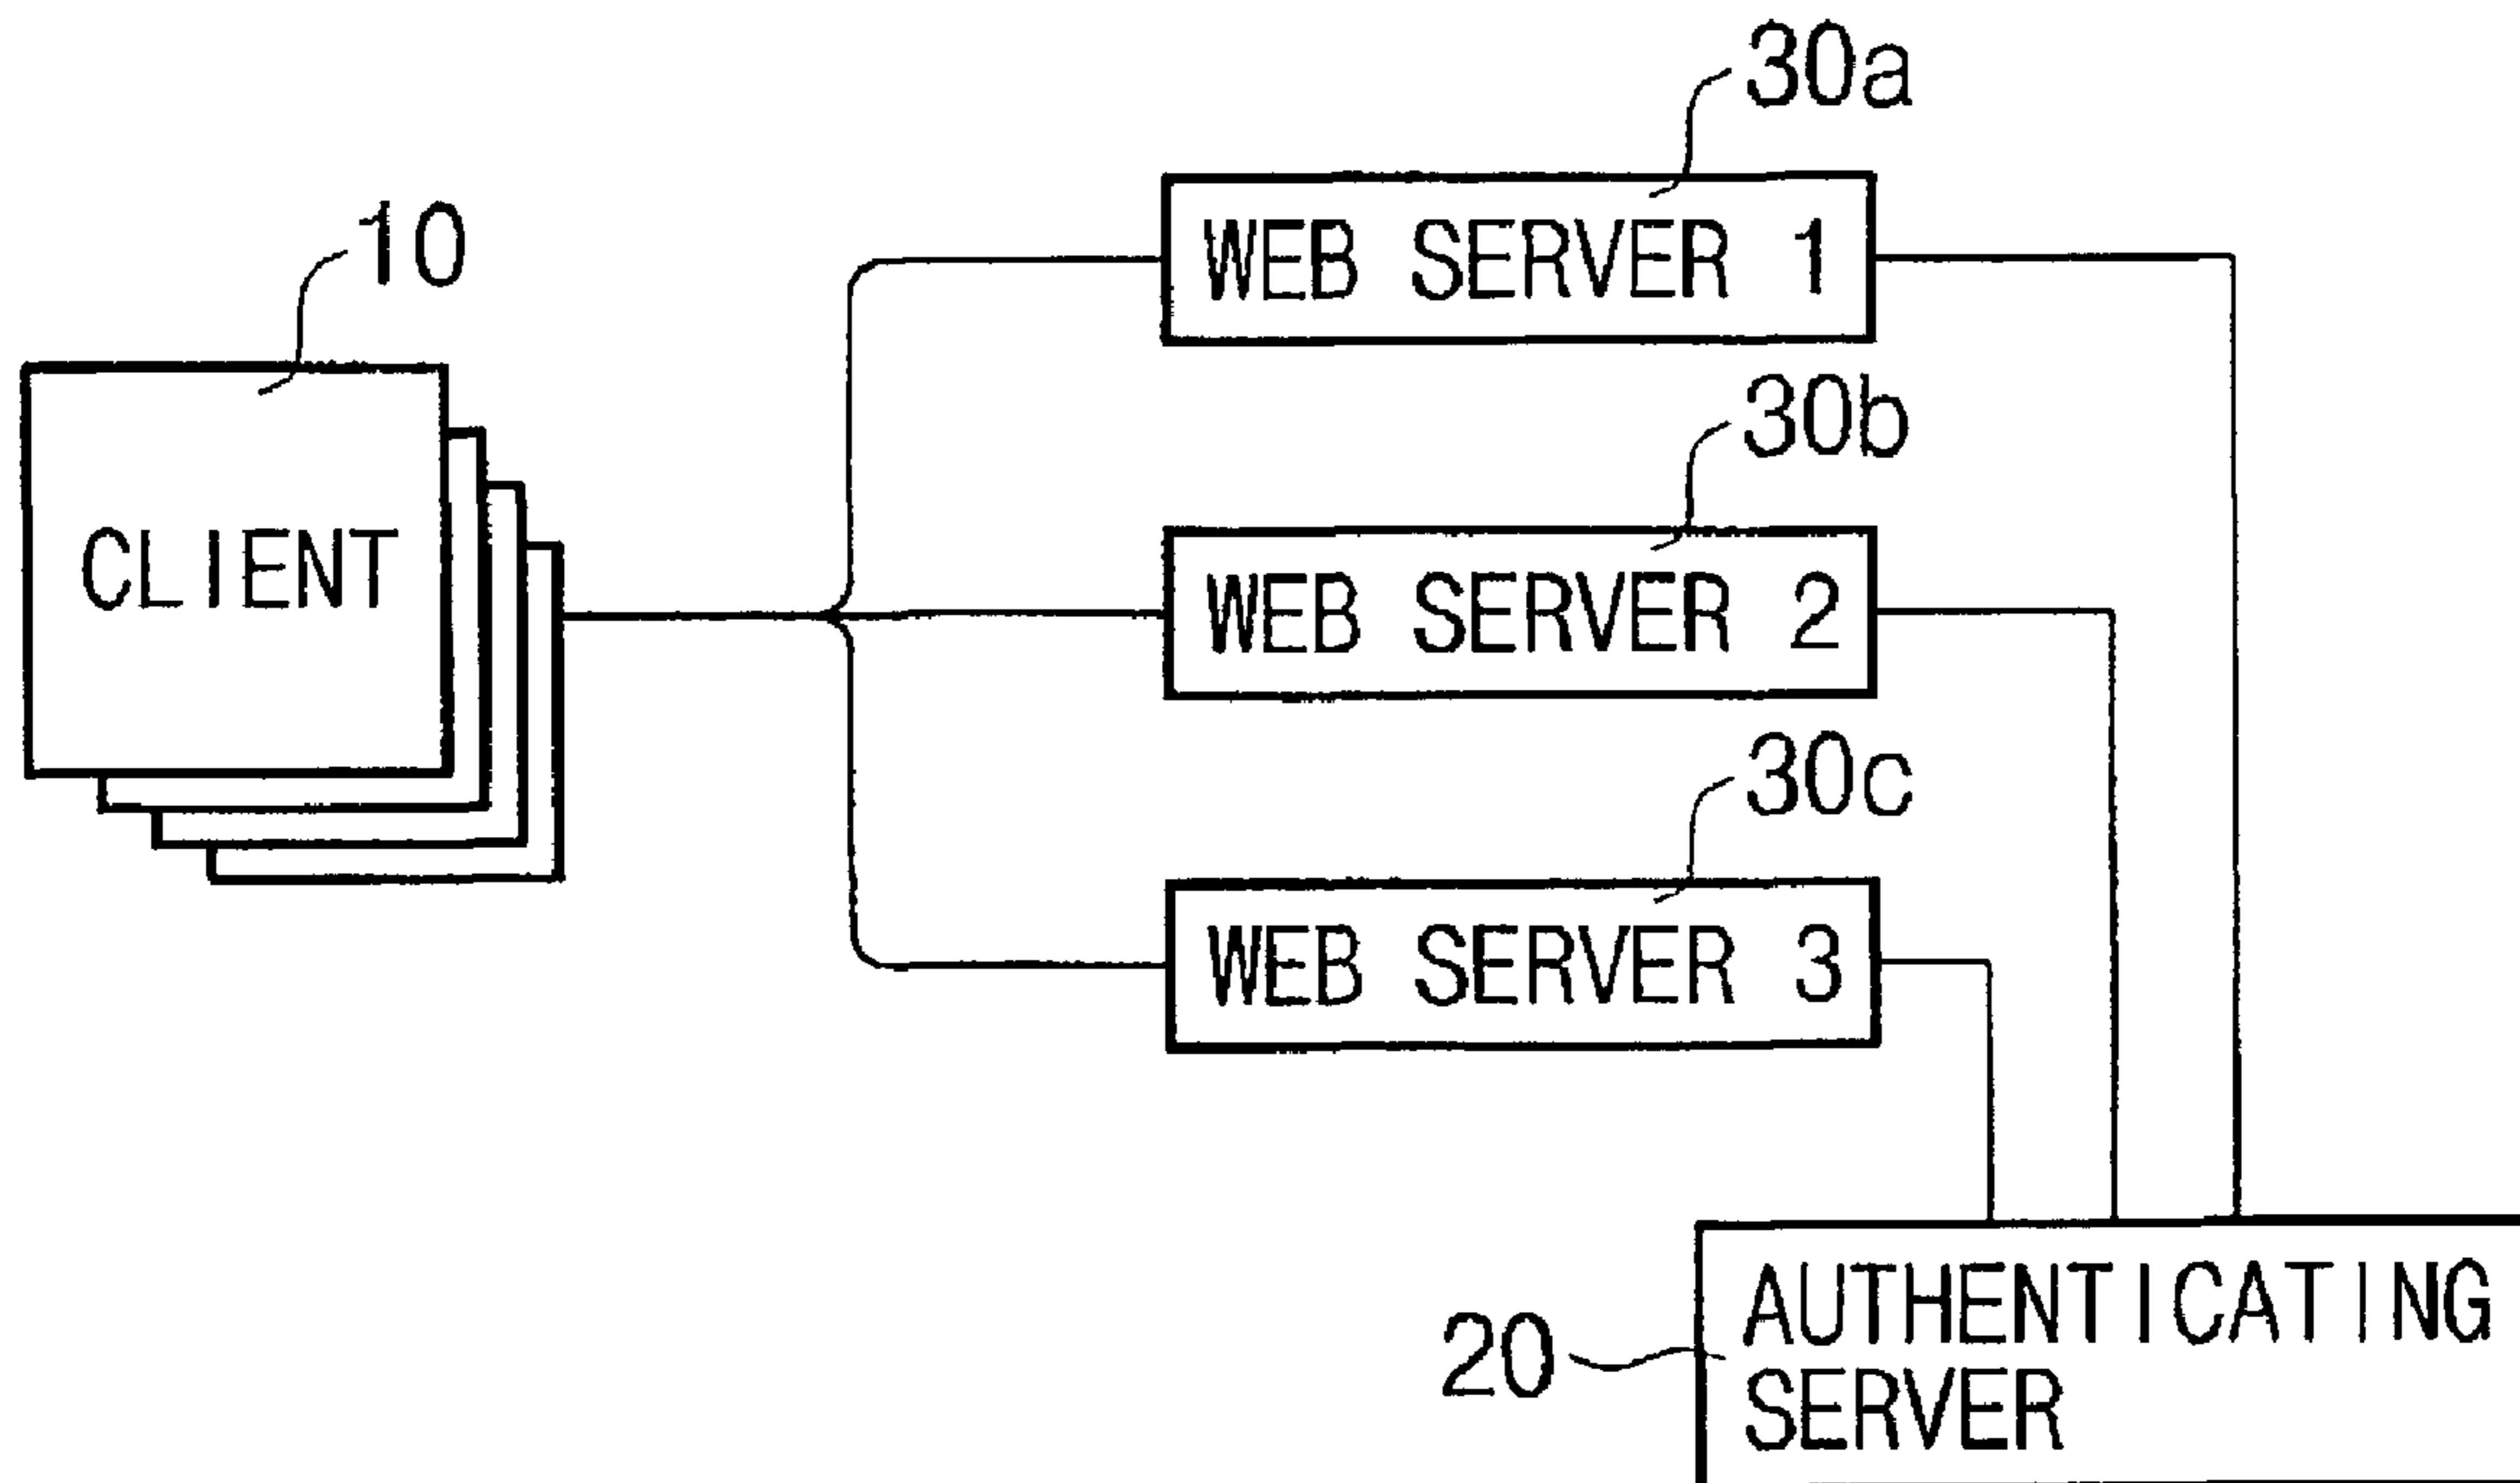 30a
10
WEB SERVER 1
30b
CLIENT
WEB SERVER 2
30c
WEB SERVER 3
20
AUTHENTICATING
SERVER